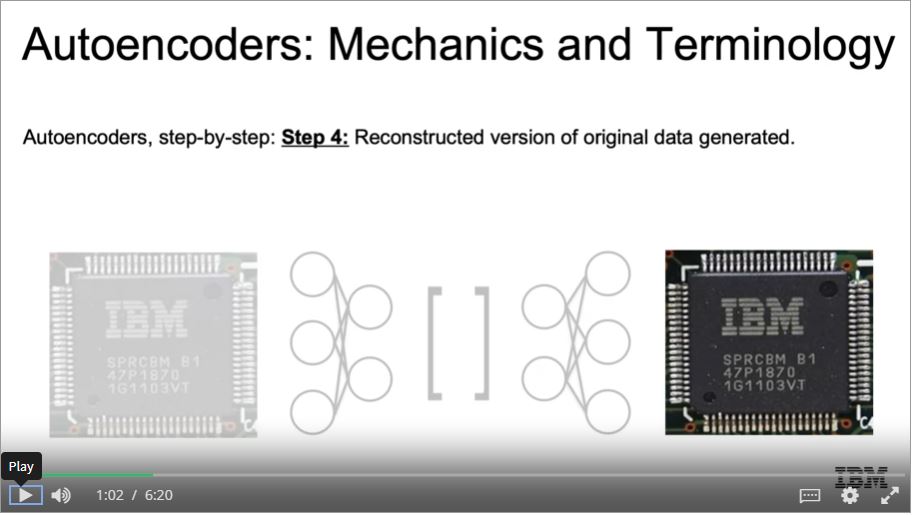 Autoencoders: Mechanics and Terminology
Autoencoders, step-by-step: Step 4: Reconstructed version of original data generated.
IBM
SPRCBM B1
47P1870
1G1103VT
[ ]
IBM
SPRCBM B1
47P1870
1G1103VT
Play
IBM
1:02 / 6:20